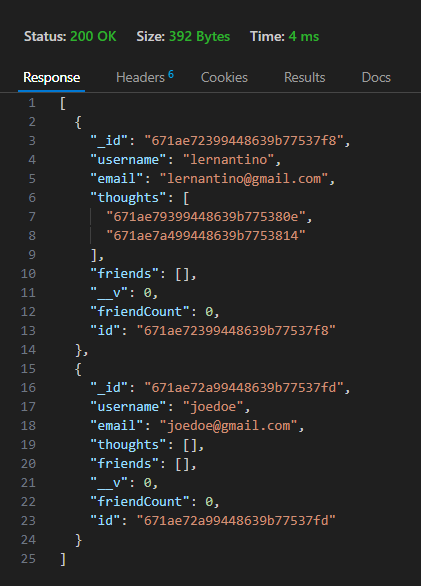 Status: 200 OK Size: 392 Bytes Time: 4 ms
Response Headers 6 Cookies Results Docs
1 [
2 {
3 "_id": "671ae72399448639b77537f8",
4 "username": "lernantino",
5 "email": "lernantino@gmail.com",
6 "thoughts": [
7 "671ae79399448639b775380e",
8 "671ae7a499448639b7753814"
9 ],
10 "friends": [],
11 "__v": 0,
12 "friendCount": 0,
13 "id": "671ae72399448639b77537f8"
14 },
15 {
16 "_id": "671ae72a99448639b77537fd",
17 "username": "joedoe",
18 "email": "joedoe@gmail.com",
19 "thoughts": [],
20 "friends": [],
21 "__v": 0,
22 "friendCount": 0,
23 "id": "671ae72a99448639b77537fd"
24 }
25 ]